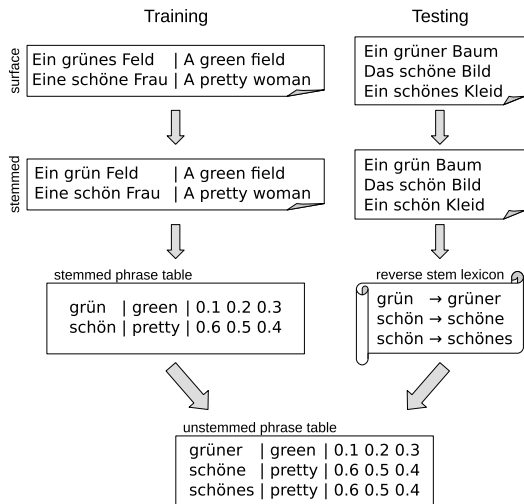 Training
Testing
surface
Ein grünes Feld | A green field
Eine schöne Frau | A pretty woman
Ein grüner Baum
Das schöne Bild
Ein schönes Kleid
stemmed
Ein grün Feld | A green field
Eine schön Frau | A pretty woman
Ein grün Baum
Das schön Bild
Ein schön Kleid
stemmed phrase table
grün | green | 0.1 0.2 0.3
schön | pretty | 0.6 0.5 0.4
reverse stem lexicon
grün → grüner
schön → schöne
schön → schönes
unstemmed phrase table
grüner | green | 0.1 0.2 0.3
schöne | pretty | 0.6 0.5 0.4
schönes | pretty | 0.6 0.5 0.4